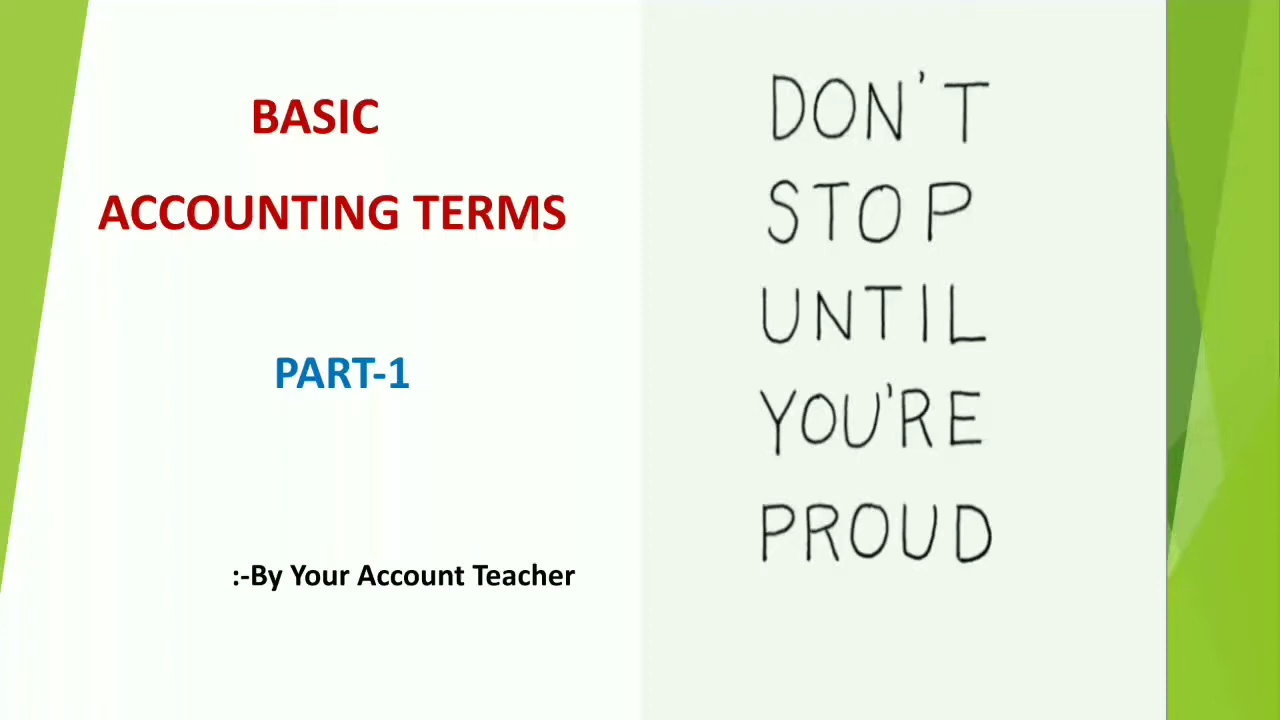 BASIC
ACCOUNTING TERMS
PART-1
:-By Your Account Teacher
DON'T
STOP
UNTIL
YOU'RE
PROUD